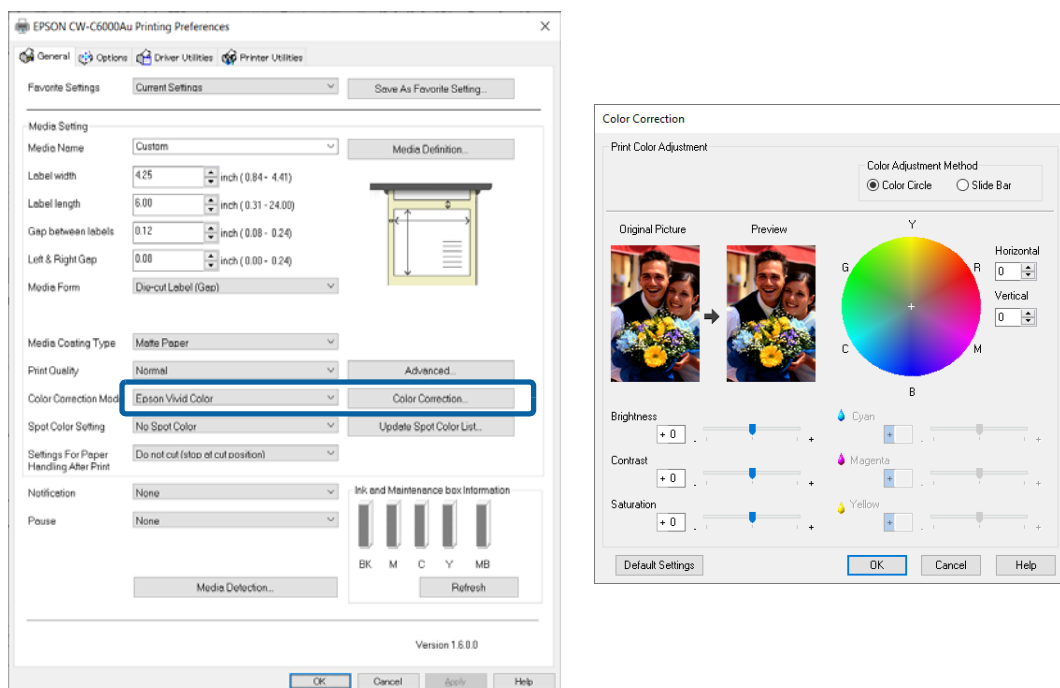 EPSON CW-C6000Au Printing Preferences
General Options Driver Utilities Printer Utilities
Favorite Settings Current Settings Save As Favorite Setting...
Media Setting
Media Name Custom Media Definition...
Label width 4.25 inch ( 0.84 - 4.41)
Label length 6.00 inch ( 0.31 - 24.00)
Gap between labels 0.12 inch ( 0.08 - 0.24)
Left & Right Gap 0.08 inch ( 0.00 - 0.24)
Media Form Die-cut Label (Gap)
Media Coating Type Matte Paper
Print Quality Normal Advanced...
Color Correction Mod Epson Vivid Color Color Correction...
Spot Color Setting No Spot Color Update Spot Color List...
Settings For Paper Do not cut (stop at cut position)
Handling After Print
Notification None Ink and Maintenance box Information
Pause None
BK M C Y MB
Media Detection... Refresh
Version 1.6.0.0
OK Cancel Apply Help
Color Correction
Print Color Adjustment
Color Adjustment Method
Color Circle Slide Bar
Original Picture Preview Y
G R Horizontal
0
Vertical
0
C M
B
Brightness Cyan
+ 0 - + + - +
Contrast Magenta
+ 0 - + + - +
Saturation Yellow
+ 0 - + + - +
Default Settings OK Cancel Help